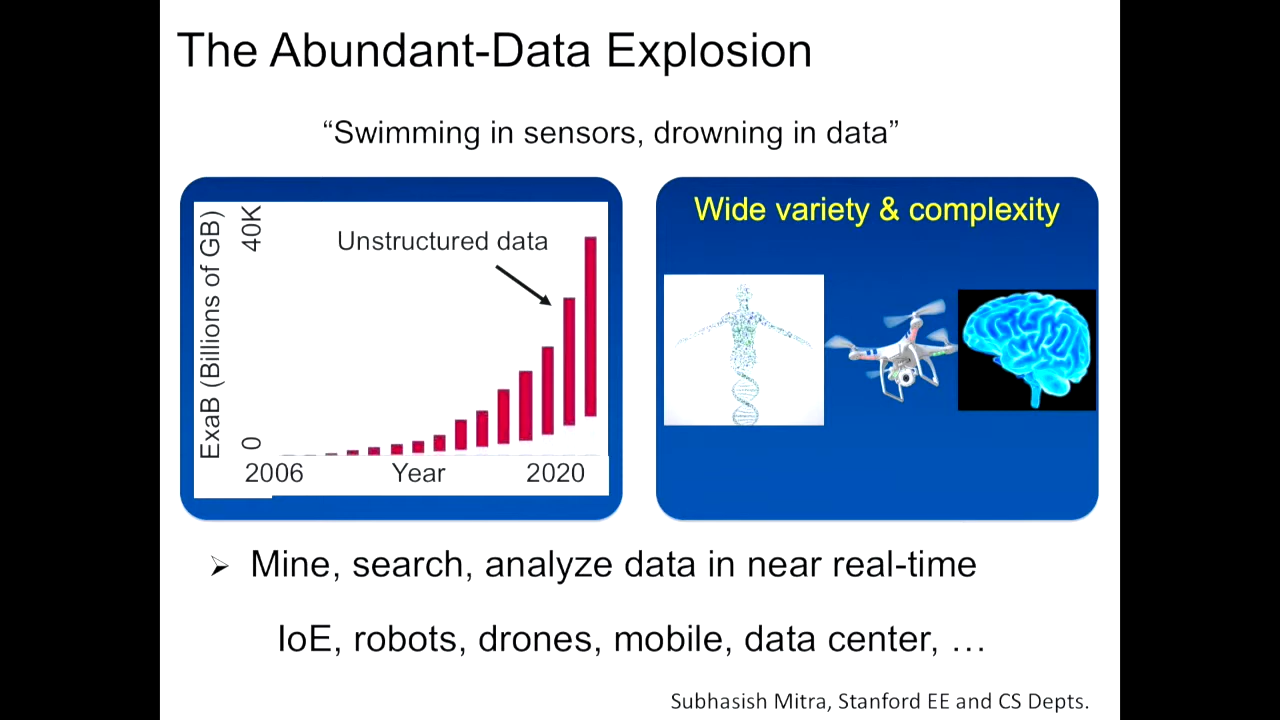 The Abundant-Data Explosion
“Swimming in sensors, drowning in data”
ExaB (Billions of GB)
40K
0
Unstructured data
2006 Year 2020
Wide variety & complexity
➢ Mine, search, analyze data in near real-time
IoE, robots, drones, mobile, data center, …
Subhasish Mitra, Stanford EE and CS Depts.